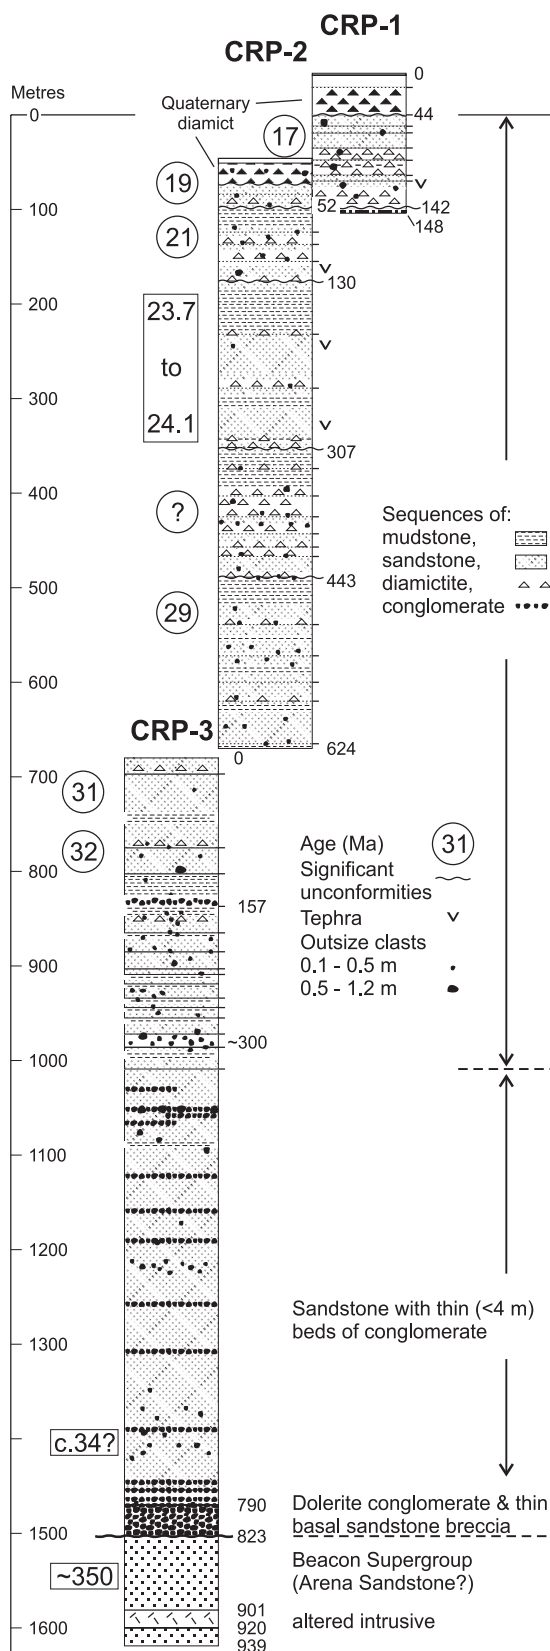 CRP-1
CRP-2
Metres
0
Quaternary
diamict
0
44
17
19
52
142
100
148
21
130
200
23.7
to
24.1
300
307
400
?
Sequences of:
mudstone,
sandstone,
diamictite,
conglomerate
443
500
29
600
CRP-3
624
0
700
31
32
800
Age (Ma)
31
Significant
unconformities
Tephra
Outsize clasts
0.1 - 0.5 m
0.5 - 1.2 m
157
900
~300
1000
1100
1200
Sandstone with thin (<4 m)
beds of conglomerate
1300
1400
c.34?
790
Dolerite conglomerate & thin
basal sandstone breccia
1500
823
Beacon Supergroup
(Arena Sandstone?)
~350
901
altered intrusive
920
1600
939